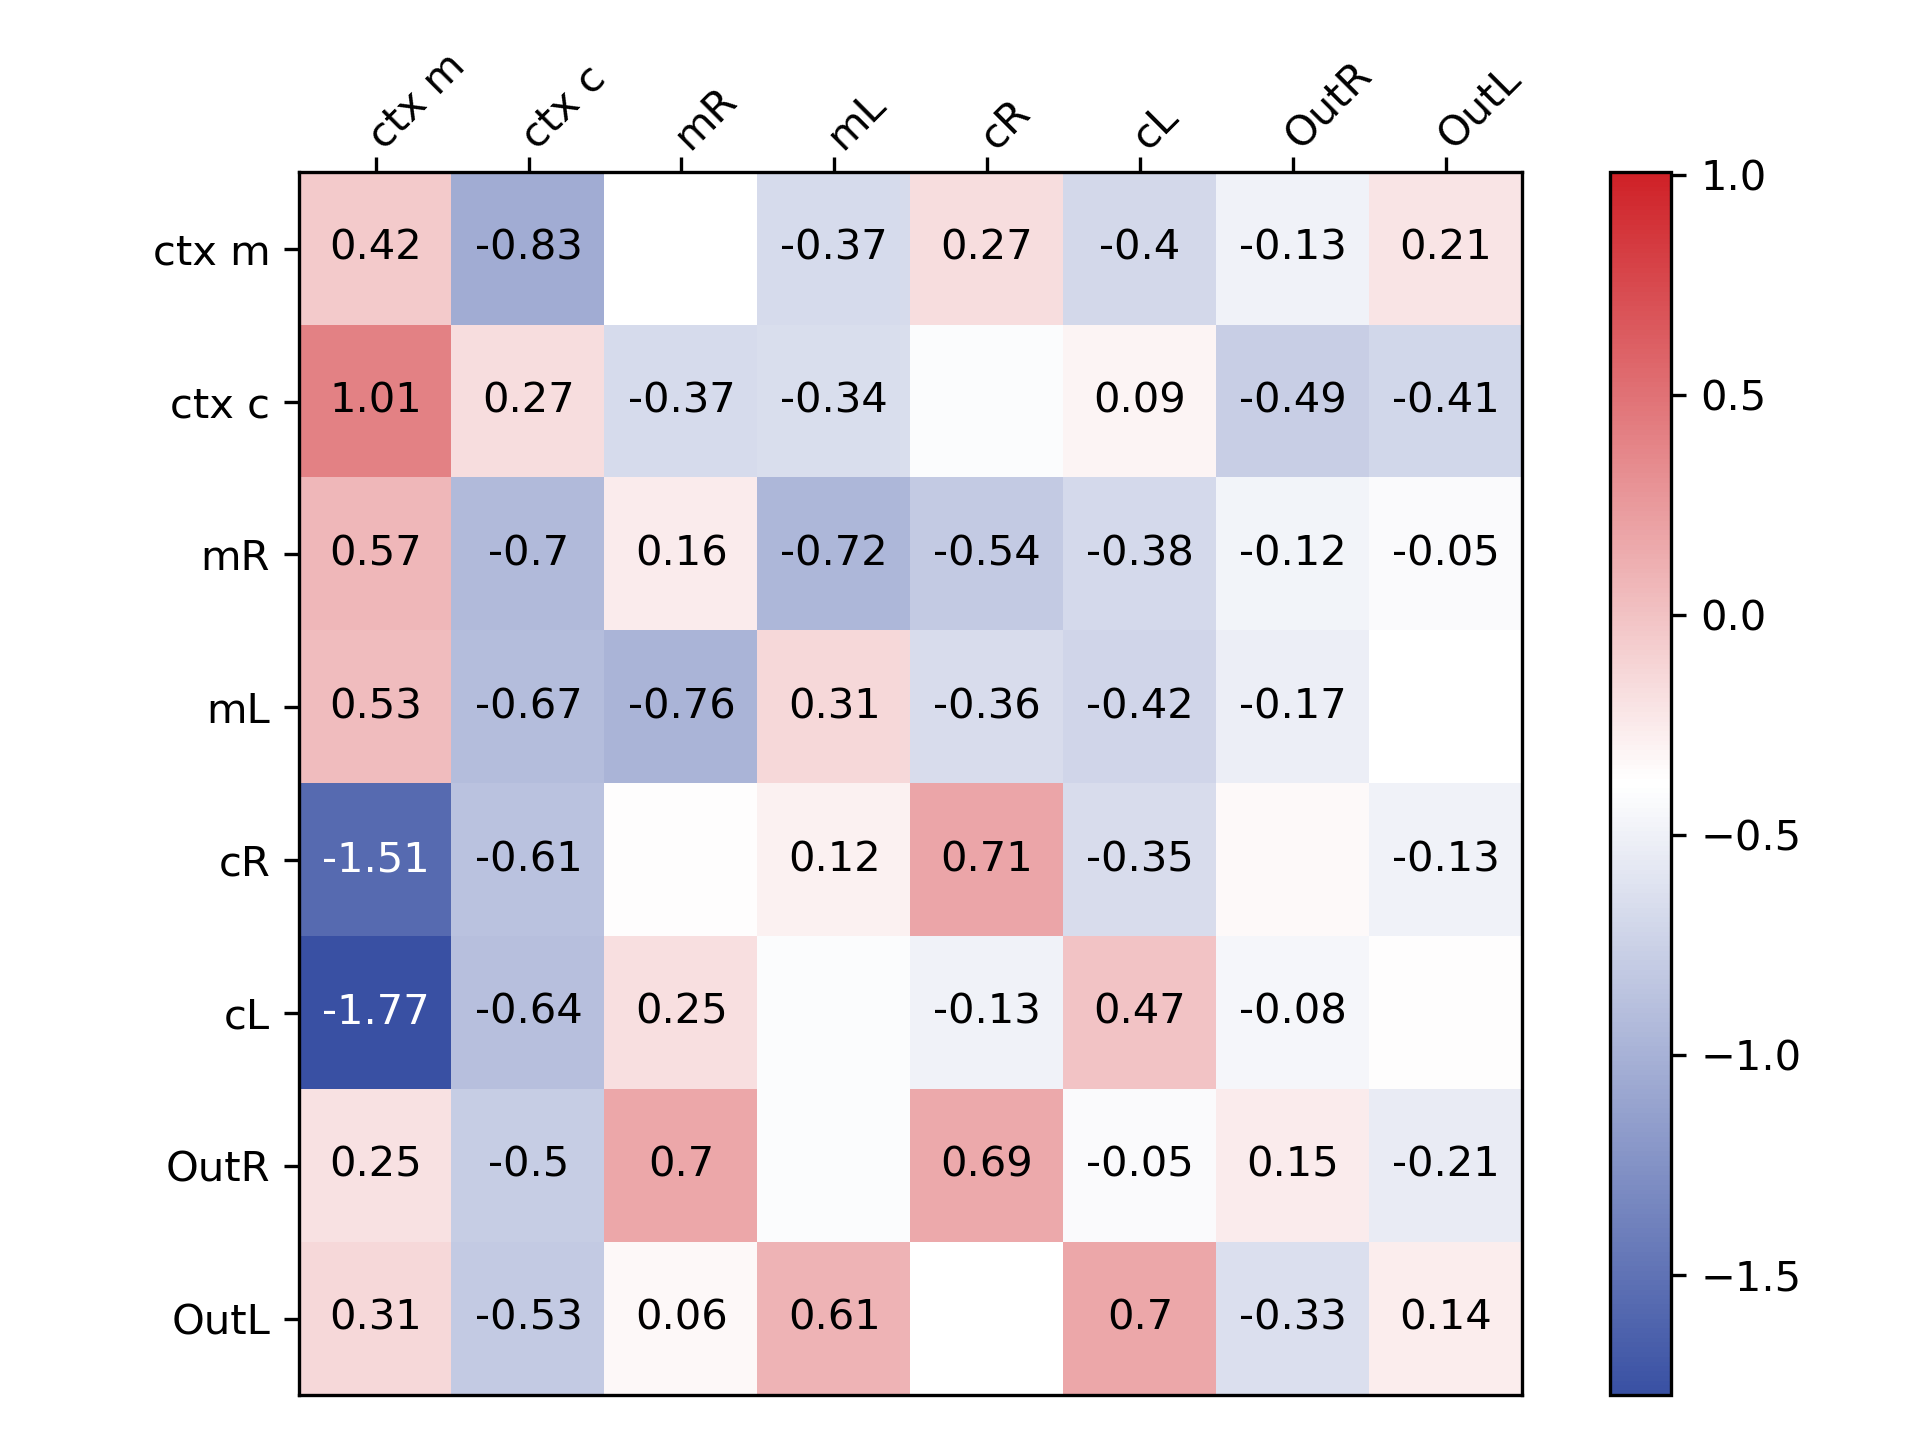 ctx m ctx c mR mL cR cL OutR OutL
ctx m 0.42 -0.83 -0.37 0.27 -0.4 -0.13 0.21
ctx c 1.01 0.27 -0.37 -0.34 0.09 -0.49 -0.41
mR 0.57 -0.7 0.16 -0.72 -0.54 -0.38 -0.12 -0.05
mL 0.53 -0.67 -0.76 0.31 -0.36 -0.42 -0.17
cR -1.51 -0.61 0.12 0.71 -0.35 -0.13
cL -1.77 -0.64 0.25 -0.13 0.47 -0.08
OutR 0.25 -0.5 0.7 0.69 -0.05 0.15 -0.21
OutL 0.31 -0.53 0.06 0.61 0.7 -0.33 0.14
1.0
0.5
0.0
−0.5
−1.0
−1.5